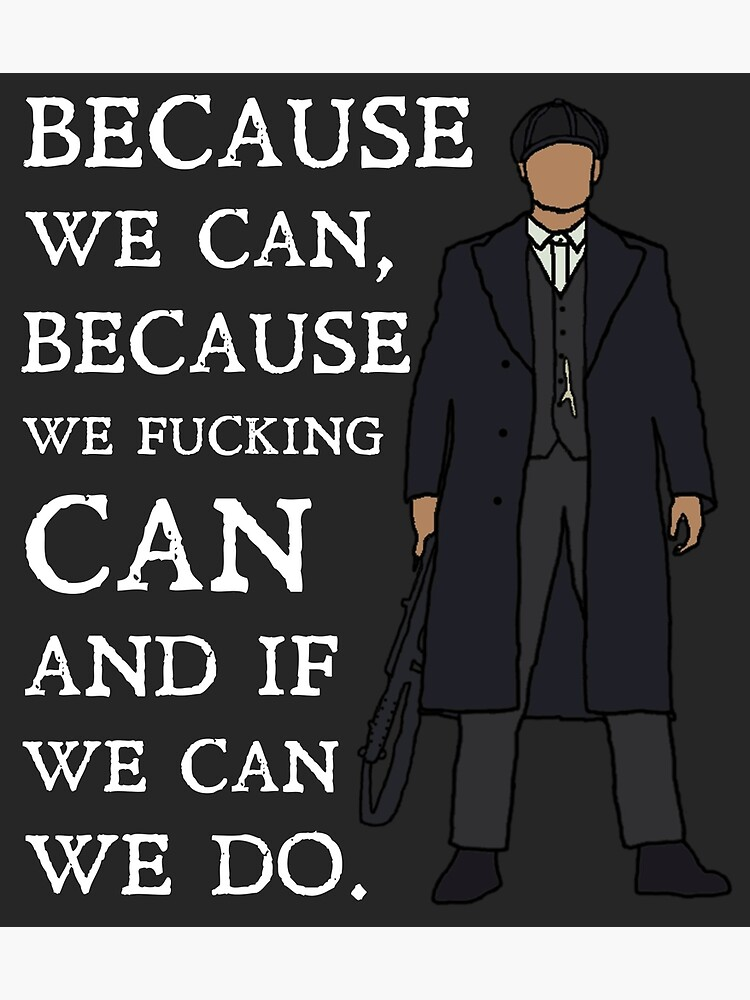 BECAUSE
WE CAN,
BECAUSE
WE FUCKING
CAN
AND IF
WE CAN
WE DO.